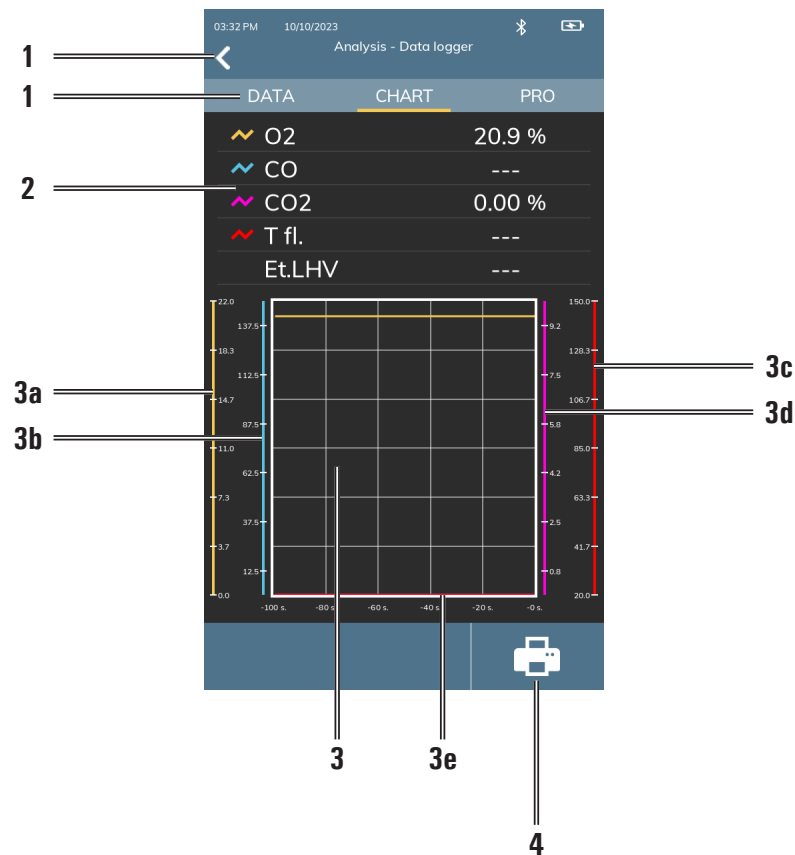 03:32 PM 10/10/2023
Analysis - Data logger
1
1 DATA CHART PRO
O2 20.9 %
CO ---
2 CO2 0.00 %
T fl. ---
Et.LHV ---
22.0 150.0
137.5 9.2
18.3 128.3
3c
112.5 7.5
3a 14.7 106.7
3d
87.5 5.8
3b 11.0 85.0
62.5 4.2
7.3 63.3
37.5 2.5
3.7 41.7
12.5 0.8
0.0 20.0
-100 s. -80 s -60 s. -40 s -20 s. -0 s.
3 3e
4